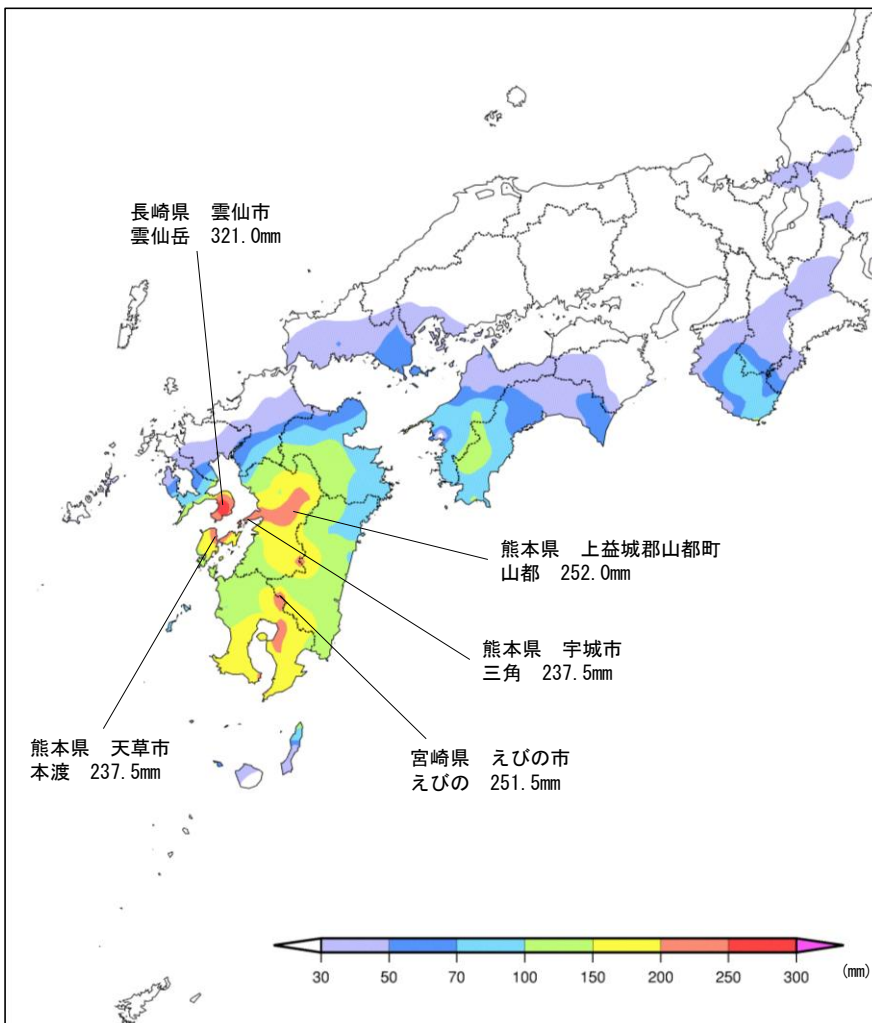 長崎県　雲仙市
雲仙岳　321.0mm
熊本県　上益城郡山都町
山都　252.0mm
熊本県　宇城市
三角　237.5mm
熊本県　天草市
本渡　237.5mm
宮崎県　えびの市
えびの　251.5mm
30 50 70 100 150 200 250 300 (mm)